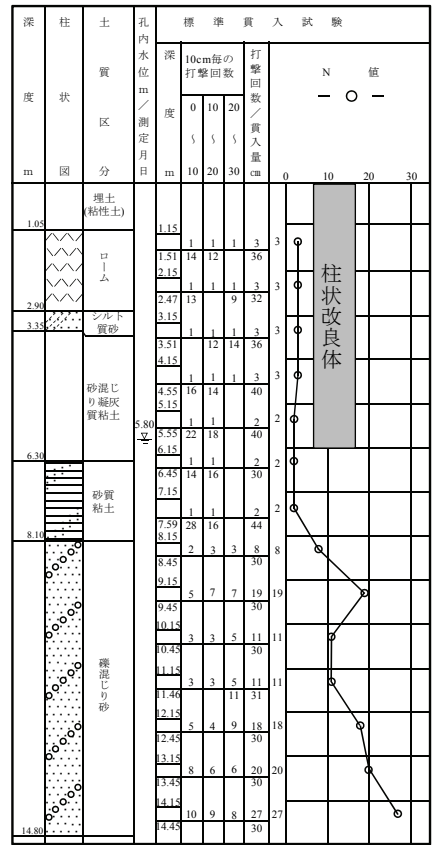 深度m
柱状図
土質区分
孔内水位m/測定月日
標準貫入試験
深度m
10cm毎の打撃回数
0〜10
10〜20
20〜30
打撃回数/貫入量cm
N 値
0 10 20 30
埋土
(粘性土)
1.05
1.15
1 1 1 3 3
1.51 14 12 36
ローム
2.15
1 1 1 3 3
2.90
2.47 13 9 32
シルト
質砂
3.15
3.35
1 1 1 3 3
3.51 12 14 36
4.15
1 1 1 3 3
砂混じ
り凝灰
質粘土
4.55 16 14 40
5.15
5.80
1 1 2 2
5.55 22 18 40
6.15
6.30
1 1 2 2
6.45 14 16 30
砂質
粘土
7.15
1 1 2 2
7.59 28 16 44
8.10
8.15
2 3 3 8 8
8.45 30
9.15
5 7 7 19 19
9.45 30
10.15
3 3 5 11 11
10.45 30
礫混じり砂
11.15
3 3 5 11 11
11.46 11 31
12.15
5 4 9 18 18
12.45 30
13.15
8 6 6 20 20
13.45 30
14.15
10 9 8 27 27
14.80
14.45 30
柱状改良体